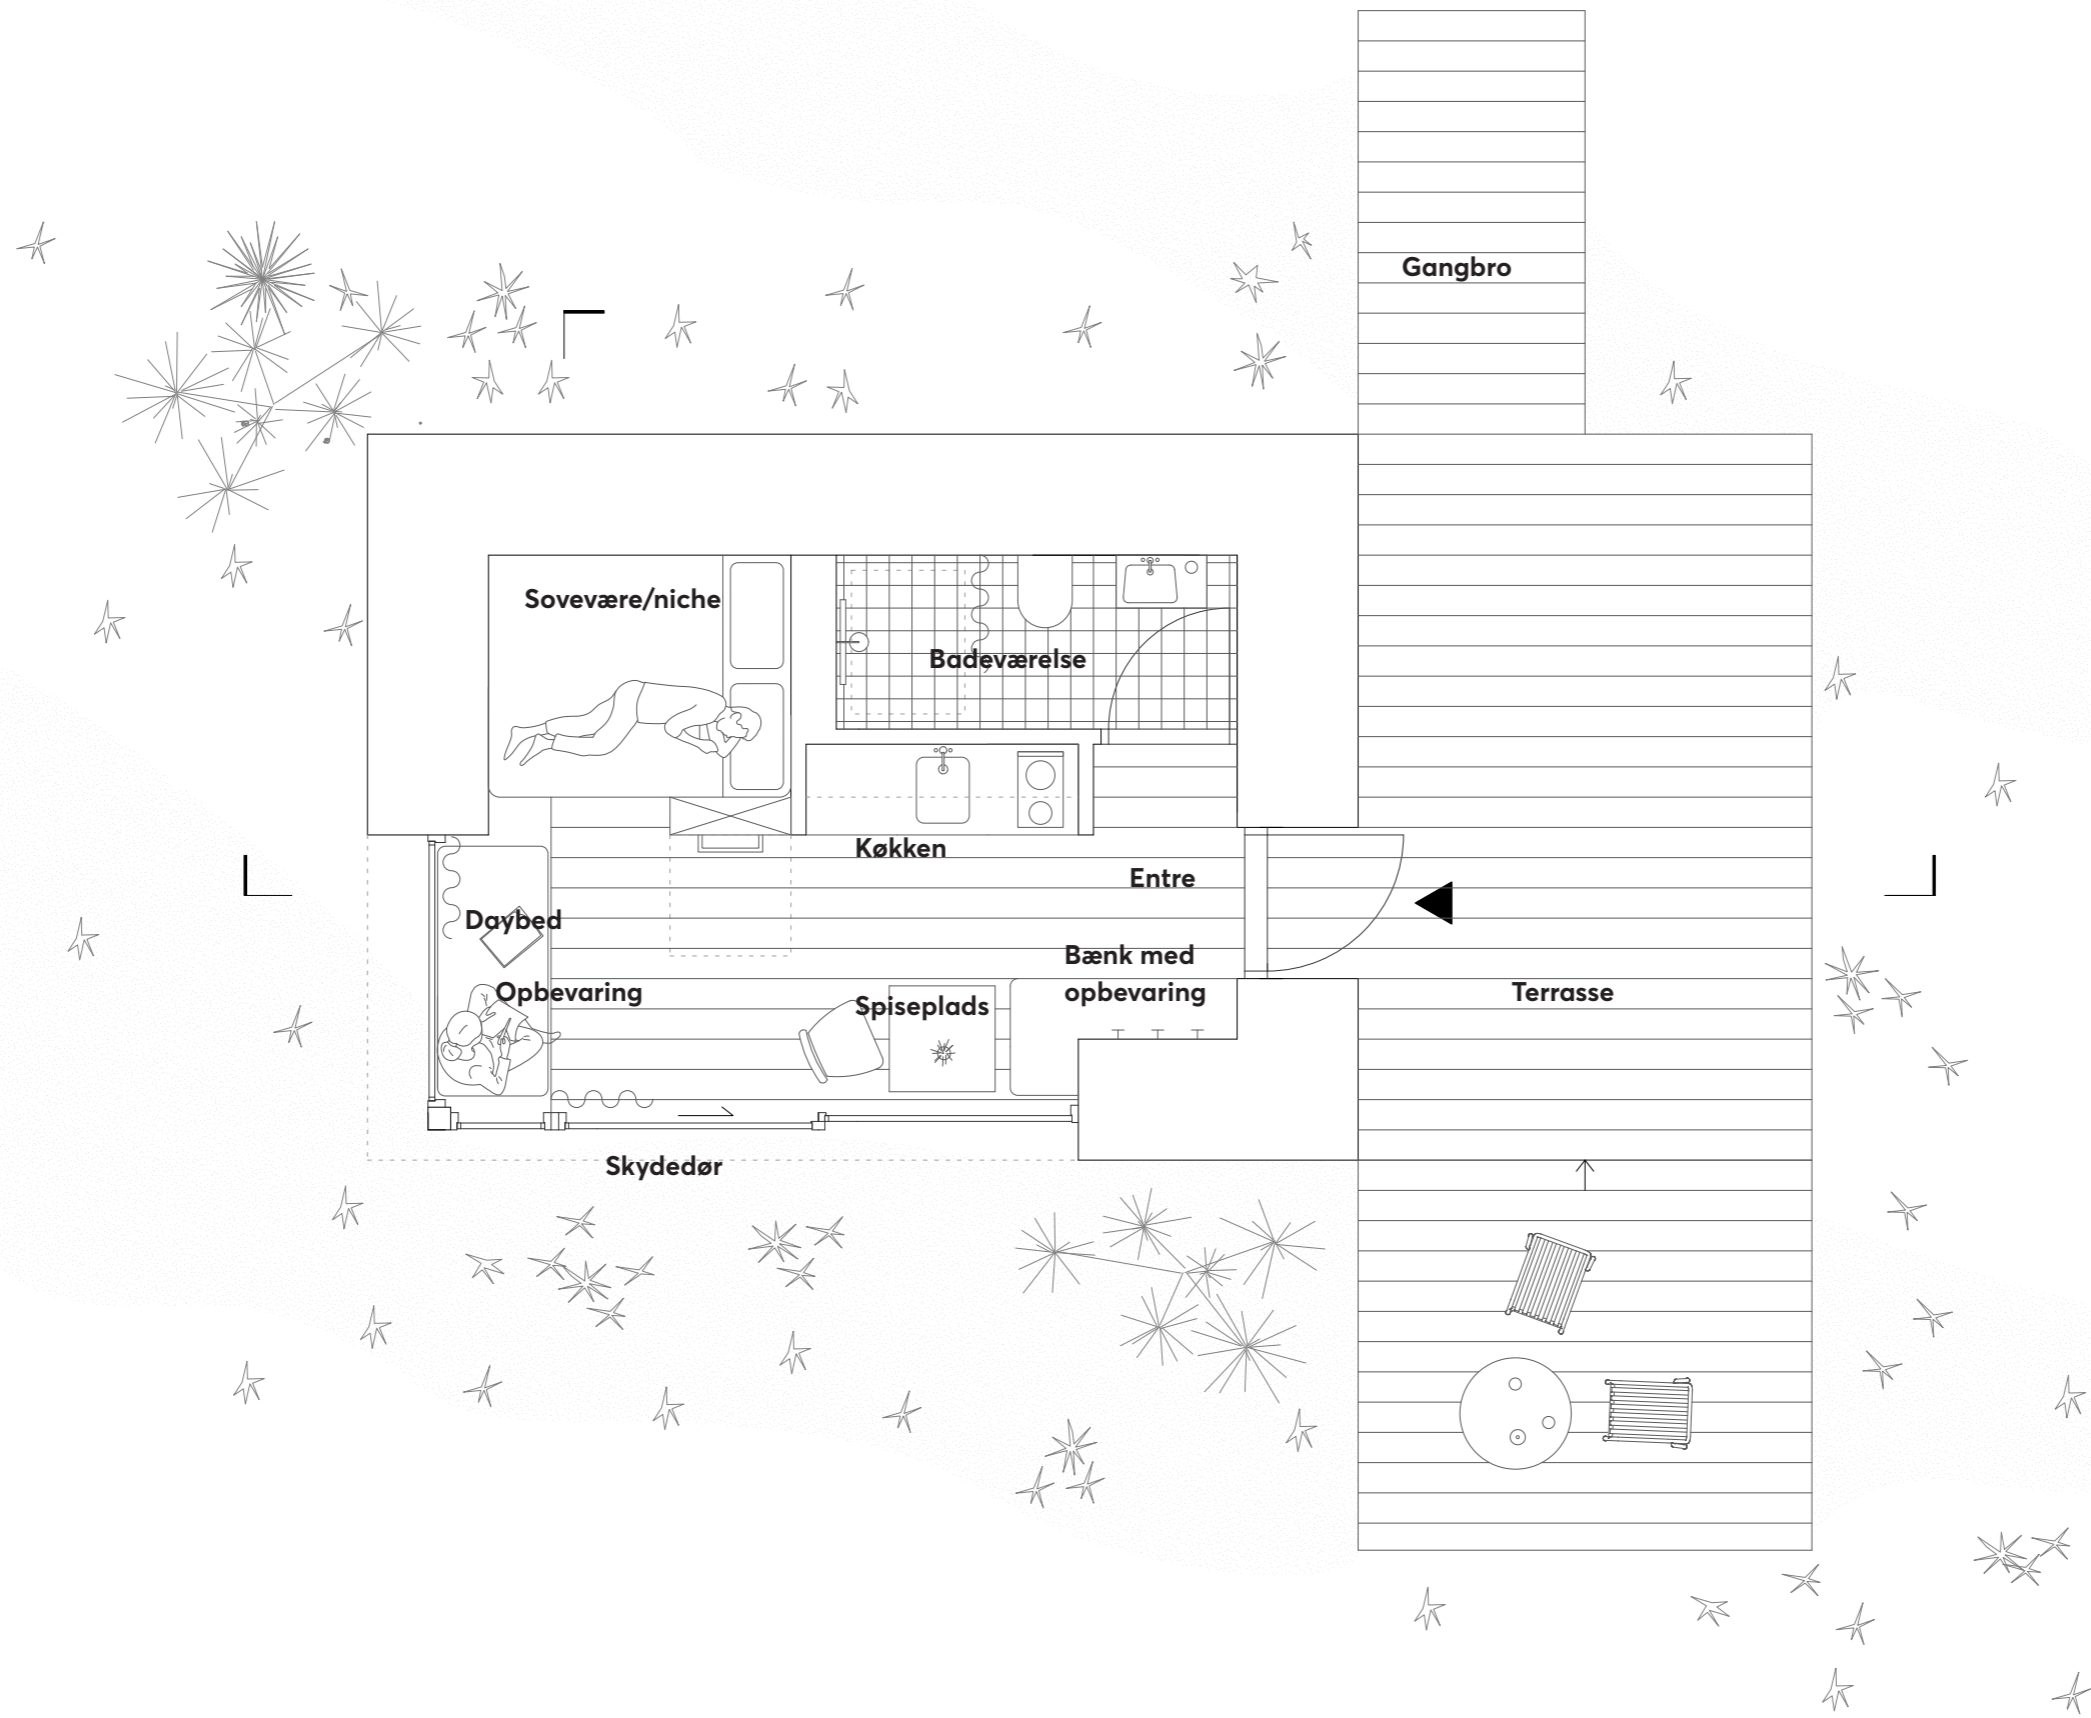 Gangbro
Sovevære/niche
Badeværelse
Køkken
Entre
Daybed
Bænk med
opbevaring
Opbevaring
Spiseplads
Terrasse
Skydedør